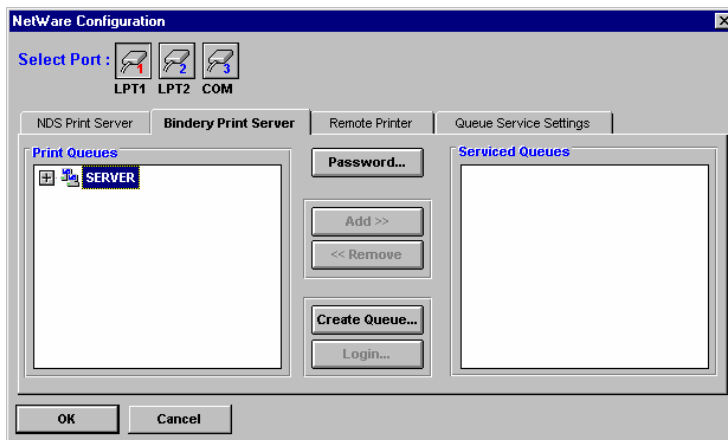 NetWare Configuration
Select Port :
1 2 3
LPT1 LPT2 COM
NDS Print Server Bindery Print Server Remote Printer Queue Service Settings
Print Queues
SERVER
Password...
Add >>
<< Remove
Create Queue...
Login...
Serviced Queues
OK Cancel